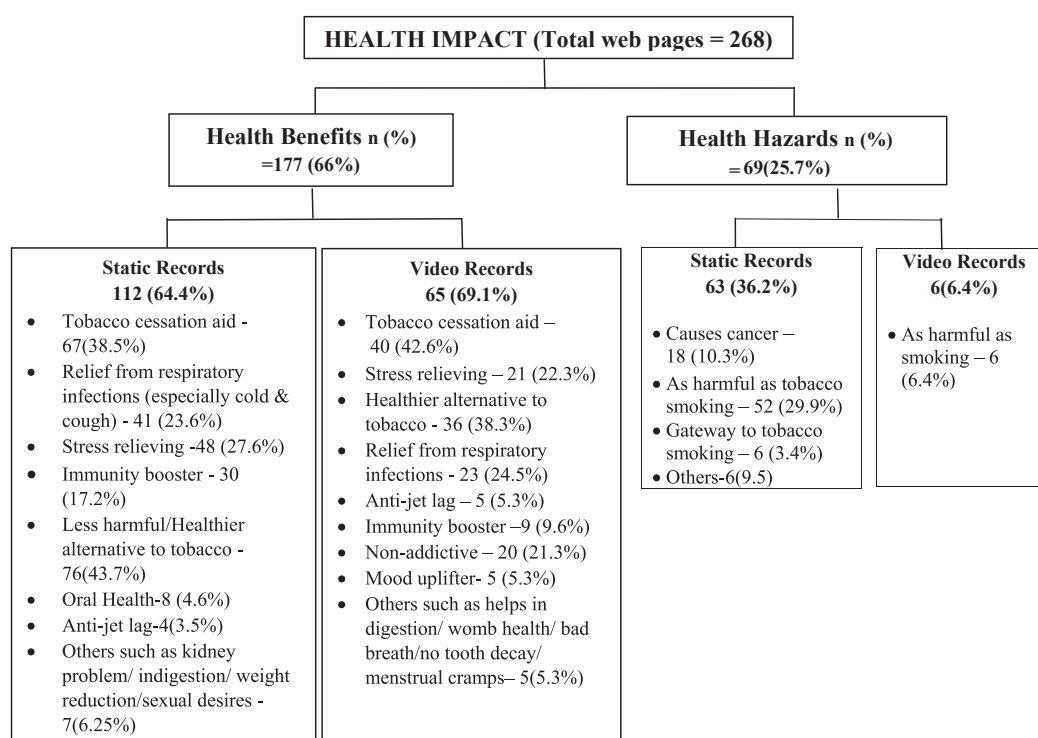 HEALTH IMPACT (Total web pages = 268)
Health Benefits n (%)
=177 (66%)
Health Hazards n (%)
= 69(25.7%)
Static Records
112 (64.4%)
• Tobacco cessation aid -
67(38.5%)
• Relief from respiratory
infections (especially cold &
cough) - 41 (23.6%)
• Stress relieving -48 (27.6%)
• Immunity booster - 30
(17.2%)
• Less harmful/Healthier
alternative to tobacco -
76(43.7%)
• Oral Health-8 (4.6%)
• Anti-jet lag-4(3.5%)
• Others such as kidney
problem/ indigestion/ weight
reduction/sexual desires -
7(6.25%)
Video Records
65 (69.1%)
• Tobacco cessation aid –
40 (42.6%)
• Stress relieving – 21 (22.3%)
• Healthier alternative to
tobacco – 36 (38.3%)
• Relief from respiratory
infections - 23 (24.5%)
• Anti-jet lag – 5 (5.3%)
• Immunity booster –9 (9.6%)
• Non-addictive – 20 (21.3%)
• Mood uplifter- 5 (5.3%)
• Others such as helps in
digestion/ womb health/ bad
breath/no tooth decay/
menstrual cramps– 5(5.3%)
Static Records
63 (36.2%)
• Causes cancer –
18 (10.3%)
• As harmful as tobacco
smoking – 52 (29.9%)
• Gateway to tobacco
smoking – 6 (3.4%)
• Others-6(9.5)
Video Records
6(6.4%)
• As harmful as
smoking – 6
(6.4%)